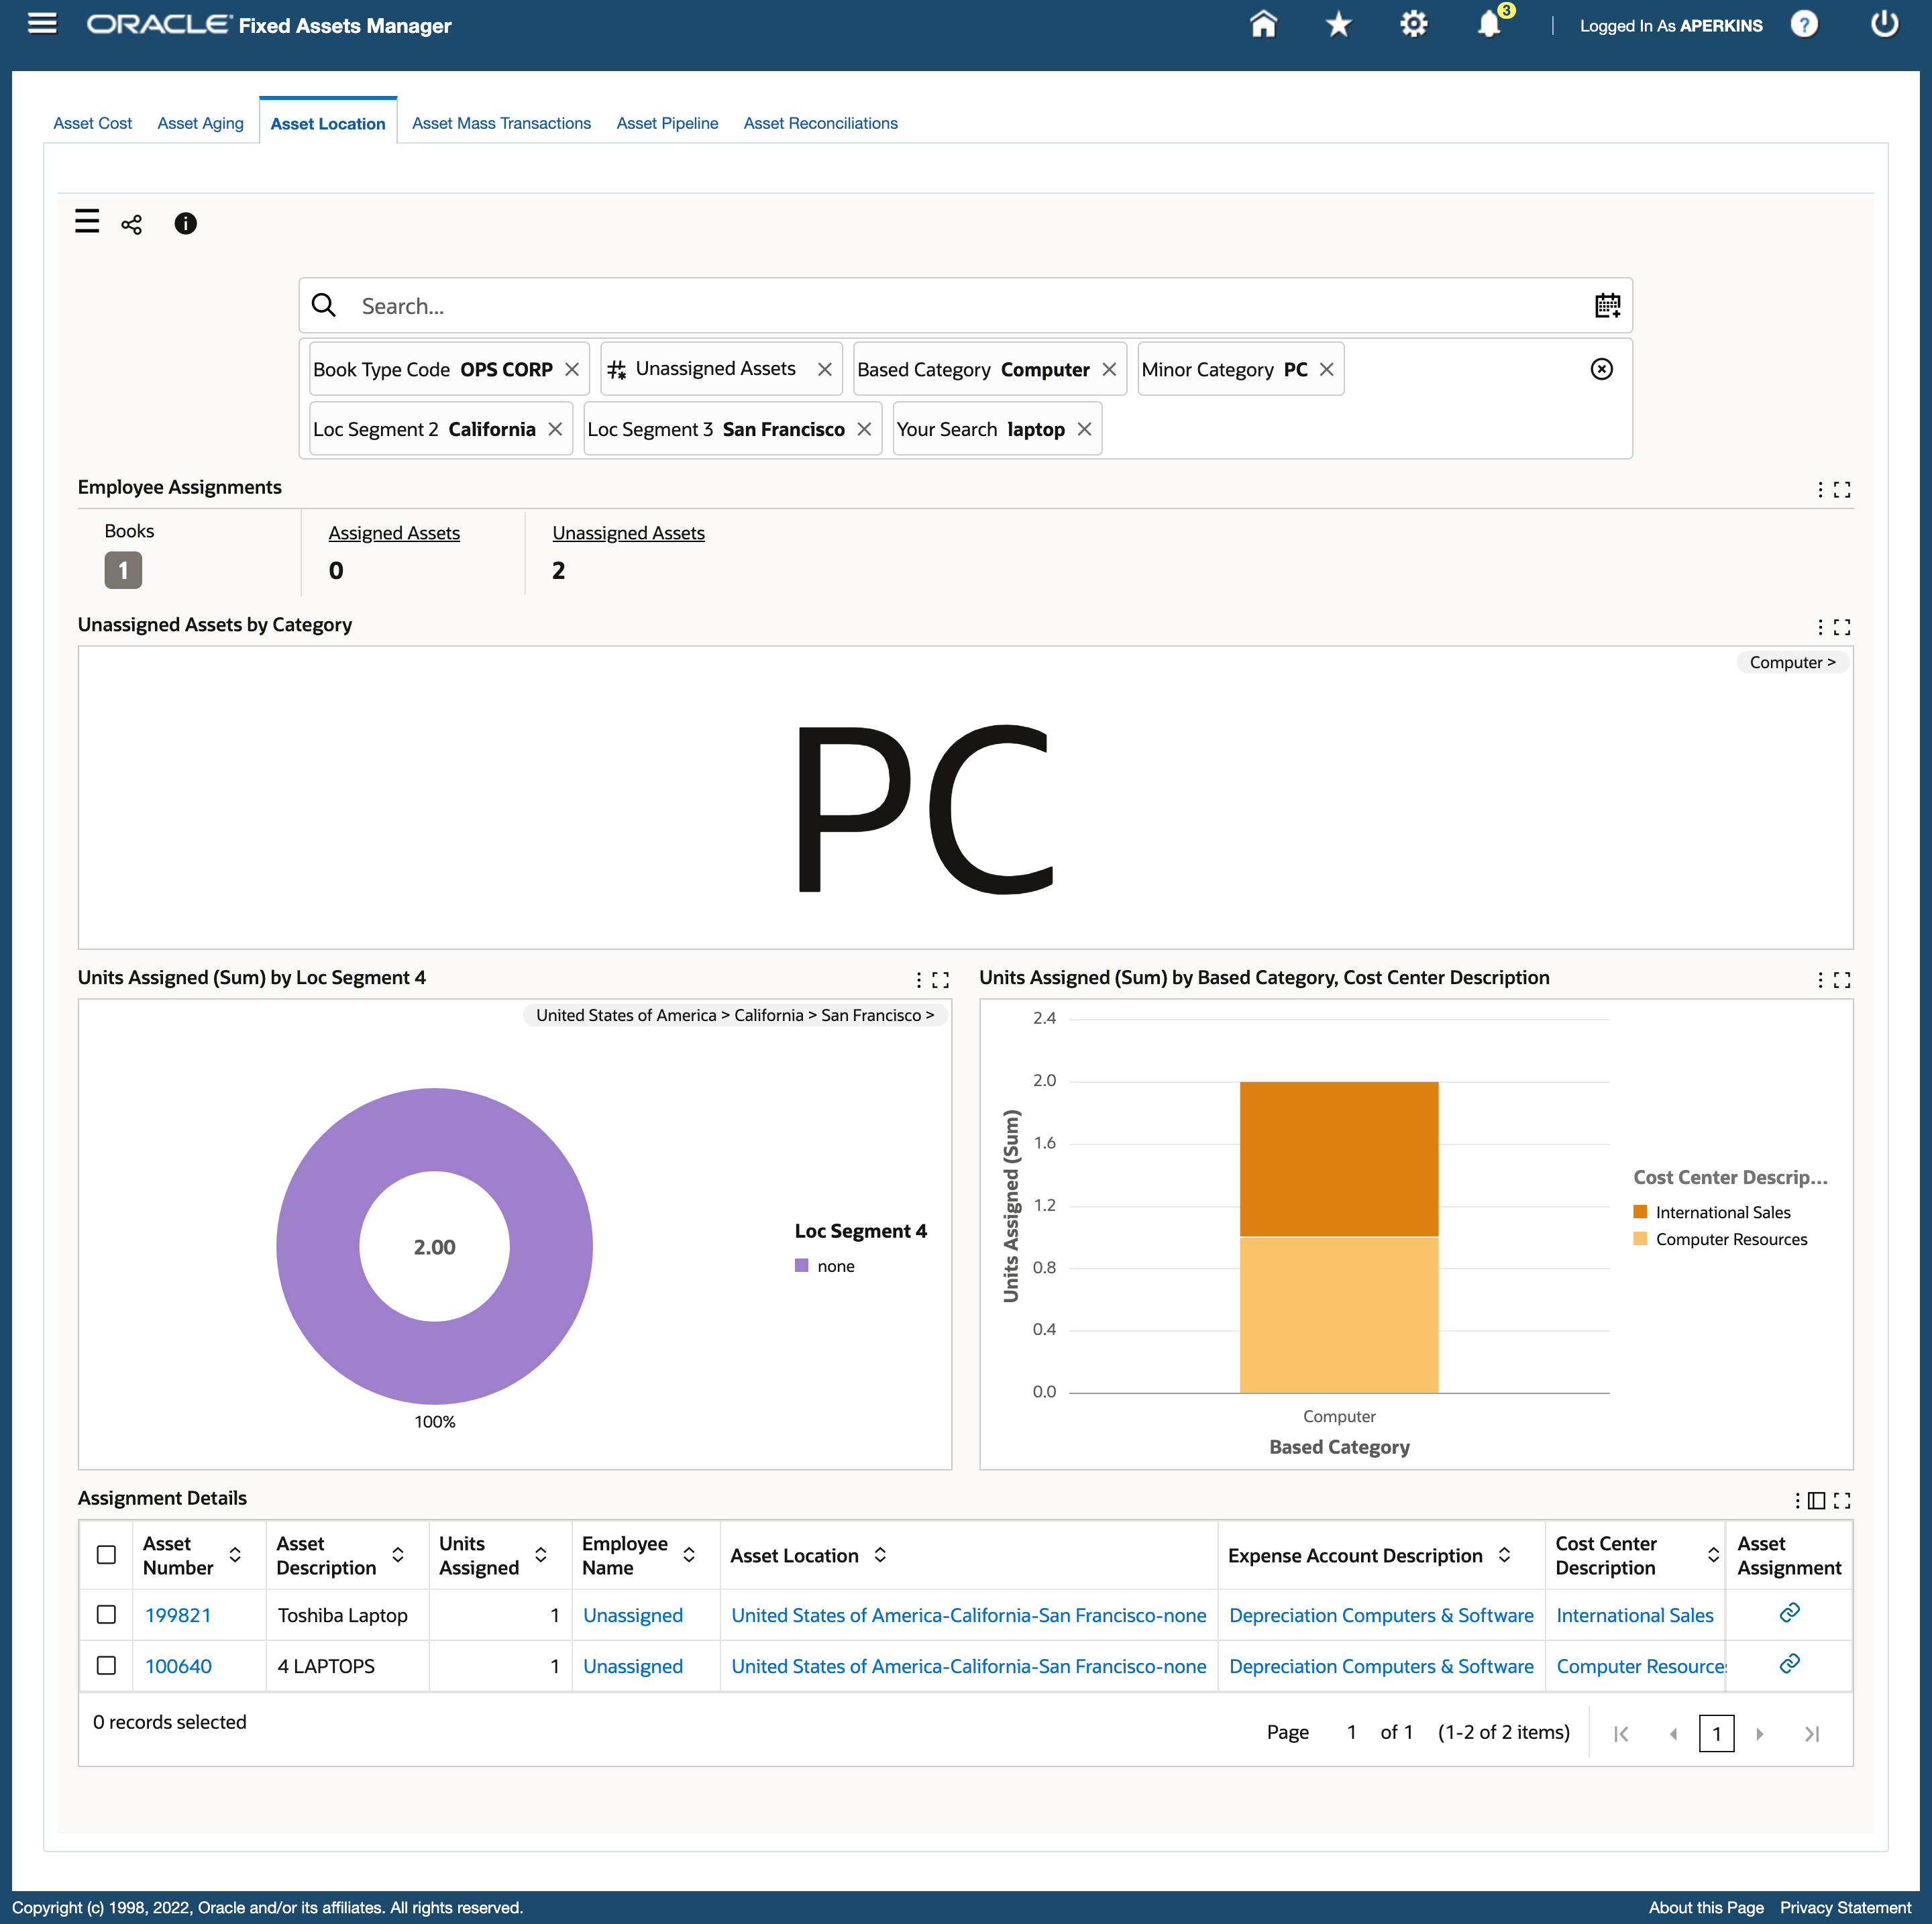 ORACLE Fixed Assets Manager
3
Logged In As APERKINS
?
Asset Cost Asset Aging Asset Location Asset Mass Transactions Asset Pipeline Asset Reconciliations
Search...
Book Type Code OPS CORP Unassigned Assets Based Category Computer Minor Category PC
Loc Segment 2 California Loc Segment 3 San Francisco Your Search laptop
Employee Assignments
Books Assigned Assets Unassigned Assets
1 0 2
Unassigned Assets by Category
Computer >
PC
Units Assigned (Sum) by Loc Segment 4
United States of America > California > San Francisco >
2.00
100%
Loc Segment 4
none
Units Assigned (Sum) by Based Category, Cost Center Description
2.4
2.0
1.6
1.2
0.8
0.4
0.0
Units Assigned (Sum)
Computer
Based Category
Cost Center Descrip...
International Sales
Computer Resources
Assignment Details
Asset Number Asset Description Units Assigned Employee Name Asset Location Expense Account Description Cost Center Description Asset Assignment
199821 Toshiba Laptop 1 Unassigned United States of America-California-San Francisco-none Depreciation Computers & Software International Sales
100640 4 LAPTOPS 1 Unassigned United States of America-California-San Francisco-none Depreciation Computers & Software Computer Resources
0 records selected
Page 1 of 1 (1-2 of 2 items) 1
Copyright (c) 1998, 2022, Oracle and/or its affiliates. All rights reserved.
About this Page Privacy Statement